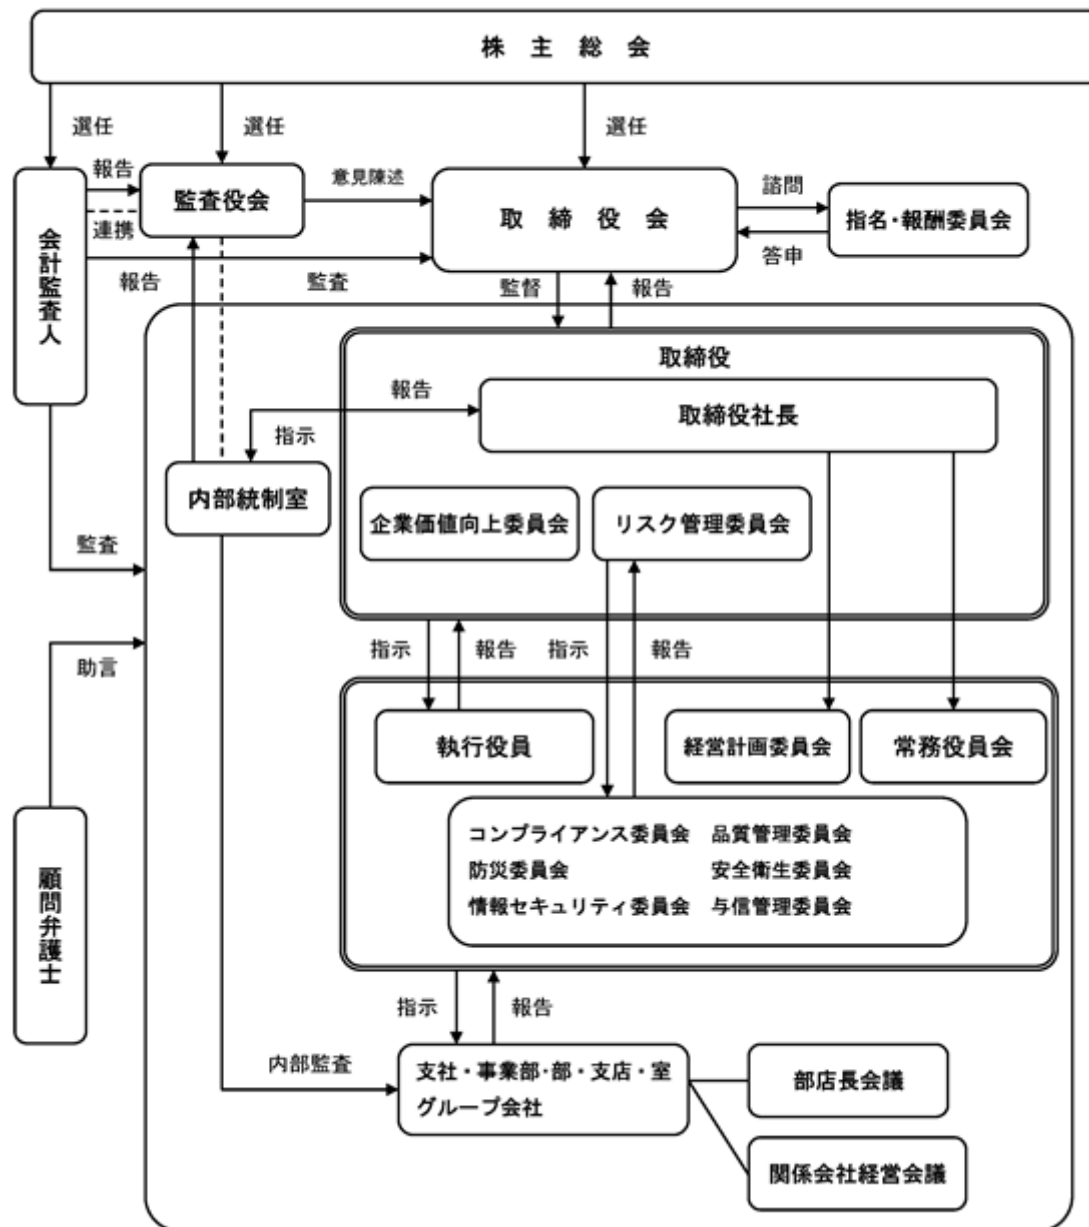 株主総会
選任
選任
選任
会計監査人
報告
監査役会
意見陳述
取締役会
諮問
指名・報酬委員会
連携
答申
報告
監査
監督
報告
取締役
報告
取締役社長
指示
内部統制室
企業価値向上委員会
リスク管理委員会
監査
指示
報告
指示
報告
助言
執行役員
経営計画委員会
常務役員会
コンプライアンス委員会 品質管理委員会
防災委員会 安全衛生委員会
情報セキュリティ委員会 与信管理委員会
顧問弁護士
指示
報告
内部監査
支社・事業部・部・支店・室
グループ会社
部店長会議
関係会社経営会議